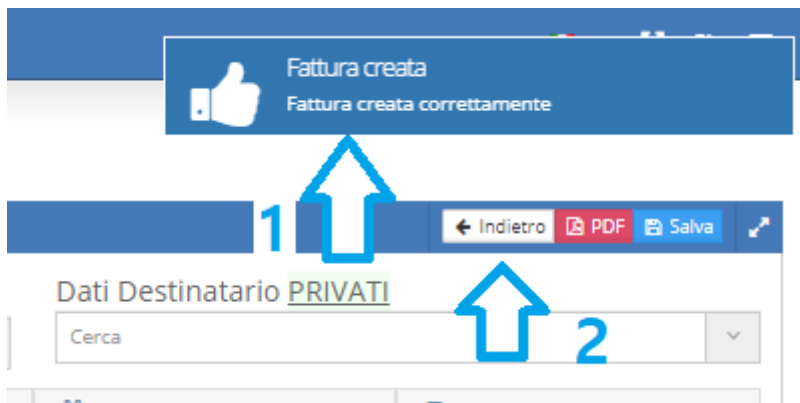 Fattura creata
Fattura creata correttamente
1
Indietro PDF Salva
Dati Destinatario PRIVATI
Cerca
2